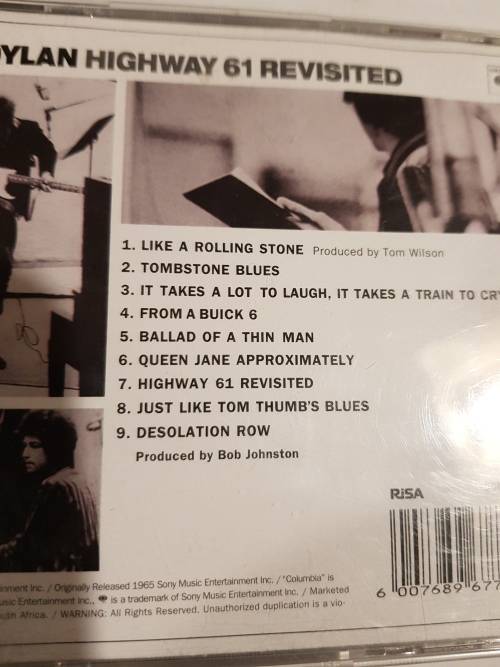 DYLAN HIGHWAY 61 REVISITED
1. LIKE A ROLLING STONE Produced by Tom Wilson
2. TOMBSTONE BLUES
3. IT TAKES A LOT TO LAUGH, IT TAKES A TRAIN TO CRY
4. FROM A BUICK 6
5. BALLAD OF A THIN MAN
6. QUEEN JANE APPROXIMATELY
7. HIGHWAY 61 REVISITED
8. JUST LIKE TOM THUMB'S BLUES
9. DESOLATION ROW
Produced by Bob Johnston
RiSA
6 007689 677
inment Inc. / Originally Released 1965 Sony Music Entertainment Inc. / "Columbia" is
usic Entertainment Inc., is a trademark of Sony Music Entertainment Inc. / Marketed
uth Africa. / WARNING: All Rights Reserved. Unauthorized duplication is a vio-